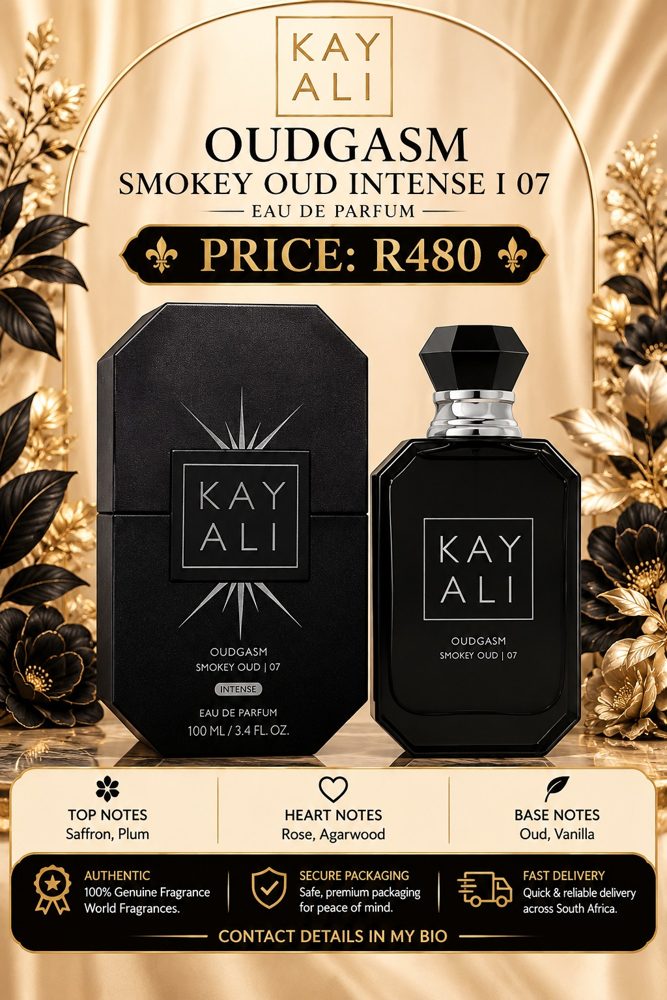 KAY
ALI
OUDGASM
SMOKEY OUD INTENSE I 07
EAU DE PARFUM
PRICE: R480
KAY
ALI
OUDGASM
SMOKEY OUD | 07
INTENSE
EAU DE PARFUM
100 ML / 3.4 FL. OZ.
KAY
ALI
OUDGASM
SMOKEY OUD | 07
TOP NOTES
Saffron, Plum
HEART NOTES
Rose, Agarwood
BASE NOTES
Oud, Vanilla
AUTHENTIC
100% Genuine Fragrance
World Fragrances.
SECURE PACKAGING
Safe, premium packaging
for peace of mind.
FAST DELIVERY
Quick & reliable delivery
across South Africa.
CONTACT DETAILS IN MY BIO